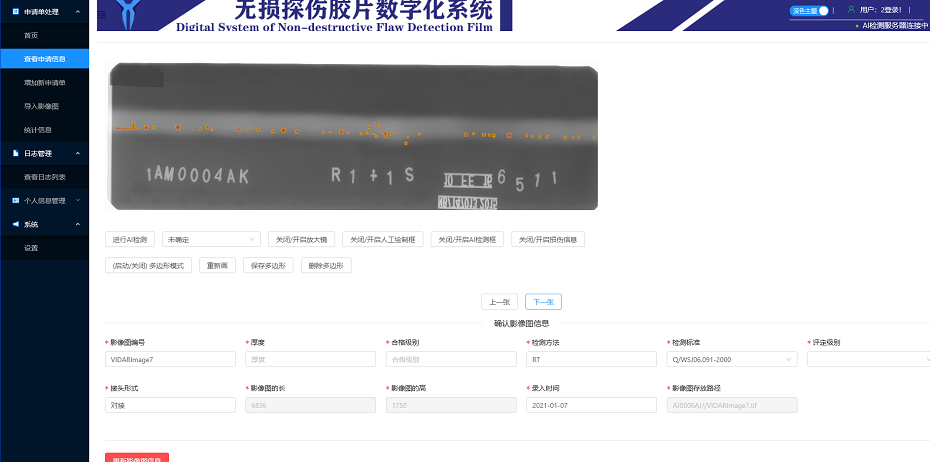 申请单处理
首页
查看申请信息
增加新申请单
导入影像图
统计信息
日志管理
查看日志列表
个人信息管理
系统
设置
无损探伤胶片数字化系统
Digital System of Non-destructive Flaw Detection Film
深色主题
用户: 2登录!
AI检测服务器连接中
1AM0004AK
R1+1S
6511
进行AI检测 未确定 关闭/开启放大镜 关闭/开启人工绘制框 关闭/开启AI检测框 关闭/开启损伤信息
(启动/关闭) 多边形模式 重新画 保存多边形 删除多边形
上一张 下一张
确认影像图信息
* 影像图编号 * 厚度 * 合格级别 * 检测方法 * 检测标准 * 评定级别
VIDARImage7 厚度 合格级别 RT Q/WSJ06.091-2000
* 接头形式 * 影像图的长 * 影像图的高 * 录入时间 * 影像图存放路径
对接 6836 1750 2021-01-07 AJ0006AJ//VIDARImage7.tif